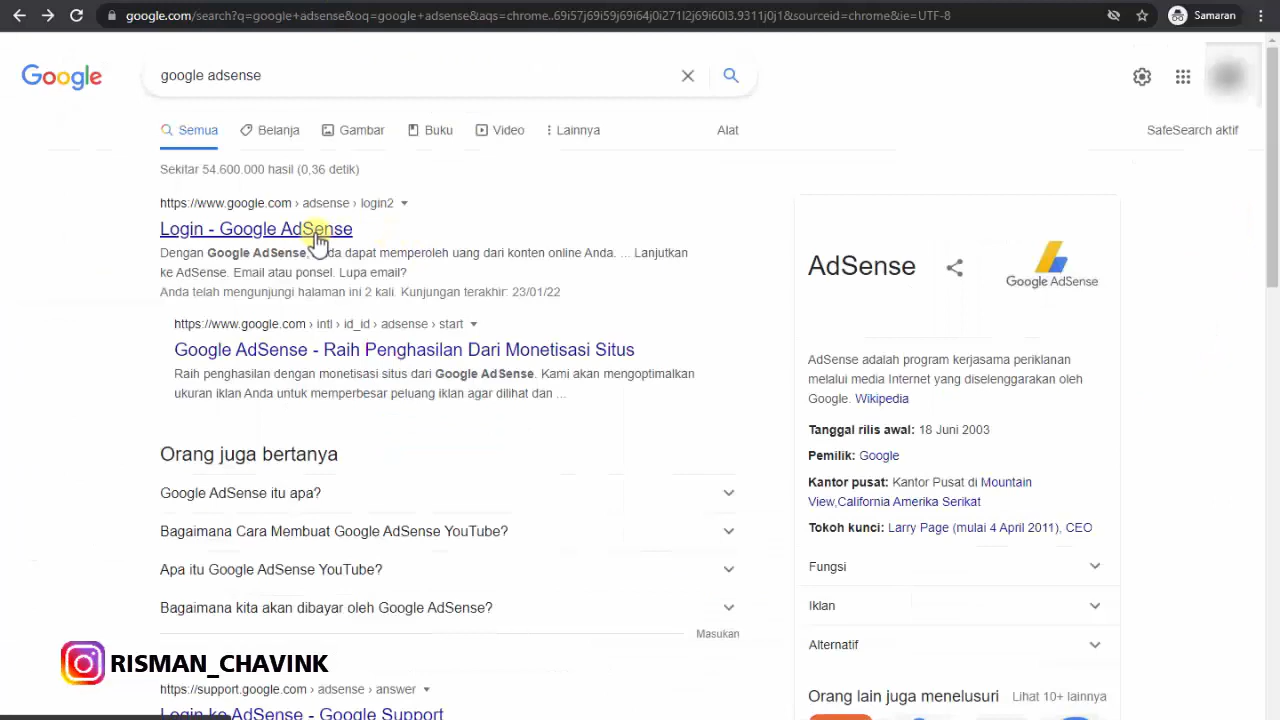 google.com/search?q=google+adsense&oq=google+adsense&aqs=chrome..69i57j69i59j69i64j0i271l2j69i60l3.9311j0j1&sourceid=chrome&ie=UTF-8
Samaran
Google
google adsense
Semua
Belanja
Gambar
Buku
Video
Lainnya
Alat
SafeSearch aktif
Sekitar 54.600.000 hasil (0,36 detik)
https://www.google.com › adsense › login2
Login - Google AdSense
Dengan Google AdSense, dapat memperoleh uang dari konten online Anda. ... Lanjutkan
ke AdSense. Email atau ponsel. Lupa email?
Anda telah mengunjungi halaman ini 2 kali. Kunjungan terakhir: 23/01/22
https://www.google.com › intl › id_id › adsense › start
Google AdSense - Raih Penghasilan Dari Monetisasi Situs
Raih penghasilan dengan monetisasi situs dari Google AdSense. Kami akan mengoptimalkan
ukuran iklan Anda untuk memperbesar peluang iklan agar dilihat dan ...
Orang juga bertanya
Google AdSense itu apa?
Bagaimana Cara Membuat Google AdSense YouTube?
Apa itu Google AdSense YouTube?
Bagaimana kita akan dibayar oleh Google AdSense?
Masukan
https://support.google.com › adsense › answer
Login ke AdSense - Google Support
RISMAN_CHAVINK
AdSense
Google AdSense
AdSense adalah program kerjasama periklanan
melalui media Internet yang diselenggarakan oleh
Google. Wikipedia
Tanggal rilis awal: 18 Juni 2003
Pemilik: Google
Kantor pusat: Kantor Pusat di Mountain
View,California Amerika Serikat
Tokoh kunci: Larry Page (mulai 4 April 2011), CEO
Fungsi
Iklan
Alternatif
Orang lain juga menelusuri
Lihat 10+ lainnya